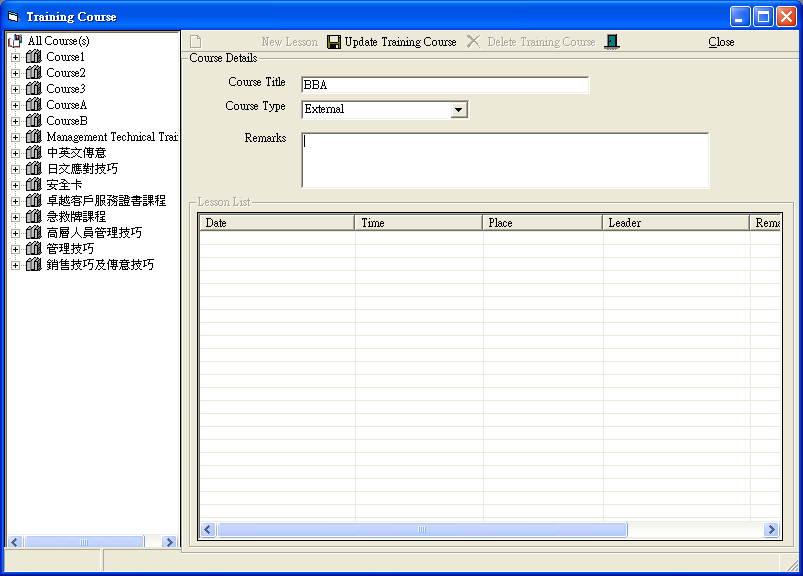 Training Course
All Course(s)
Course1
Course2
Course3
CourseA
CourseB
Management Technical Trai
中英文傳意
日文應對技巧
安全卡
卓越客戶服務證書課程
急救牌課程
高層人員管理技巧
管理技巧
銷售技巧及傳意技巧
New Lesson Update Training Course Delete Training Course Close
Course Details
Course Title BBA
Course Type External
Remarks
Lesson List
Date Time Place Leader Rema